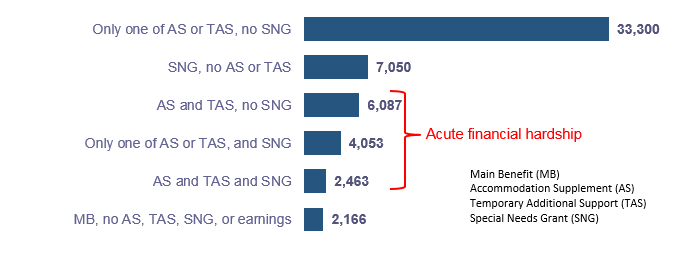 Only one of AS or TAS, no SNG 33,300
SNG, no AS or TAS 7,050
AS and TAS, no SNG 6,087
Only one of AS or TAS, and SNG 4,053
AS and TAS and SNG 2,463
MB, no AS, TAS, SNG, or earnings 2,166
Acute financial hardship
Main Benefit (MB)
Accommodation Supplement (AS)
Temporary Additional Support (TAS)
Special Needs Grant (SNG)